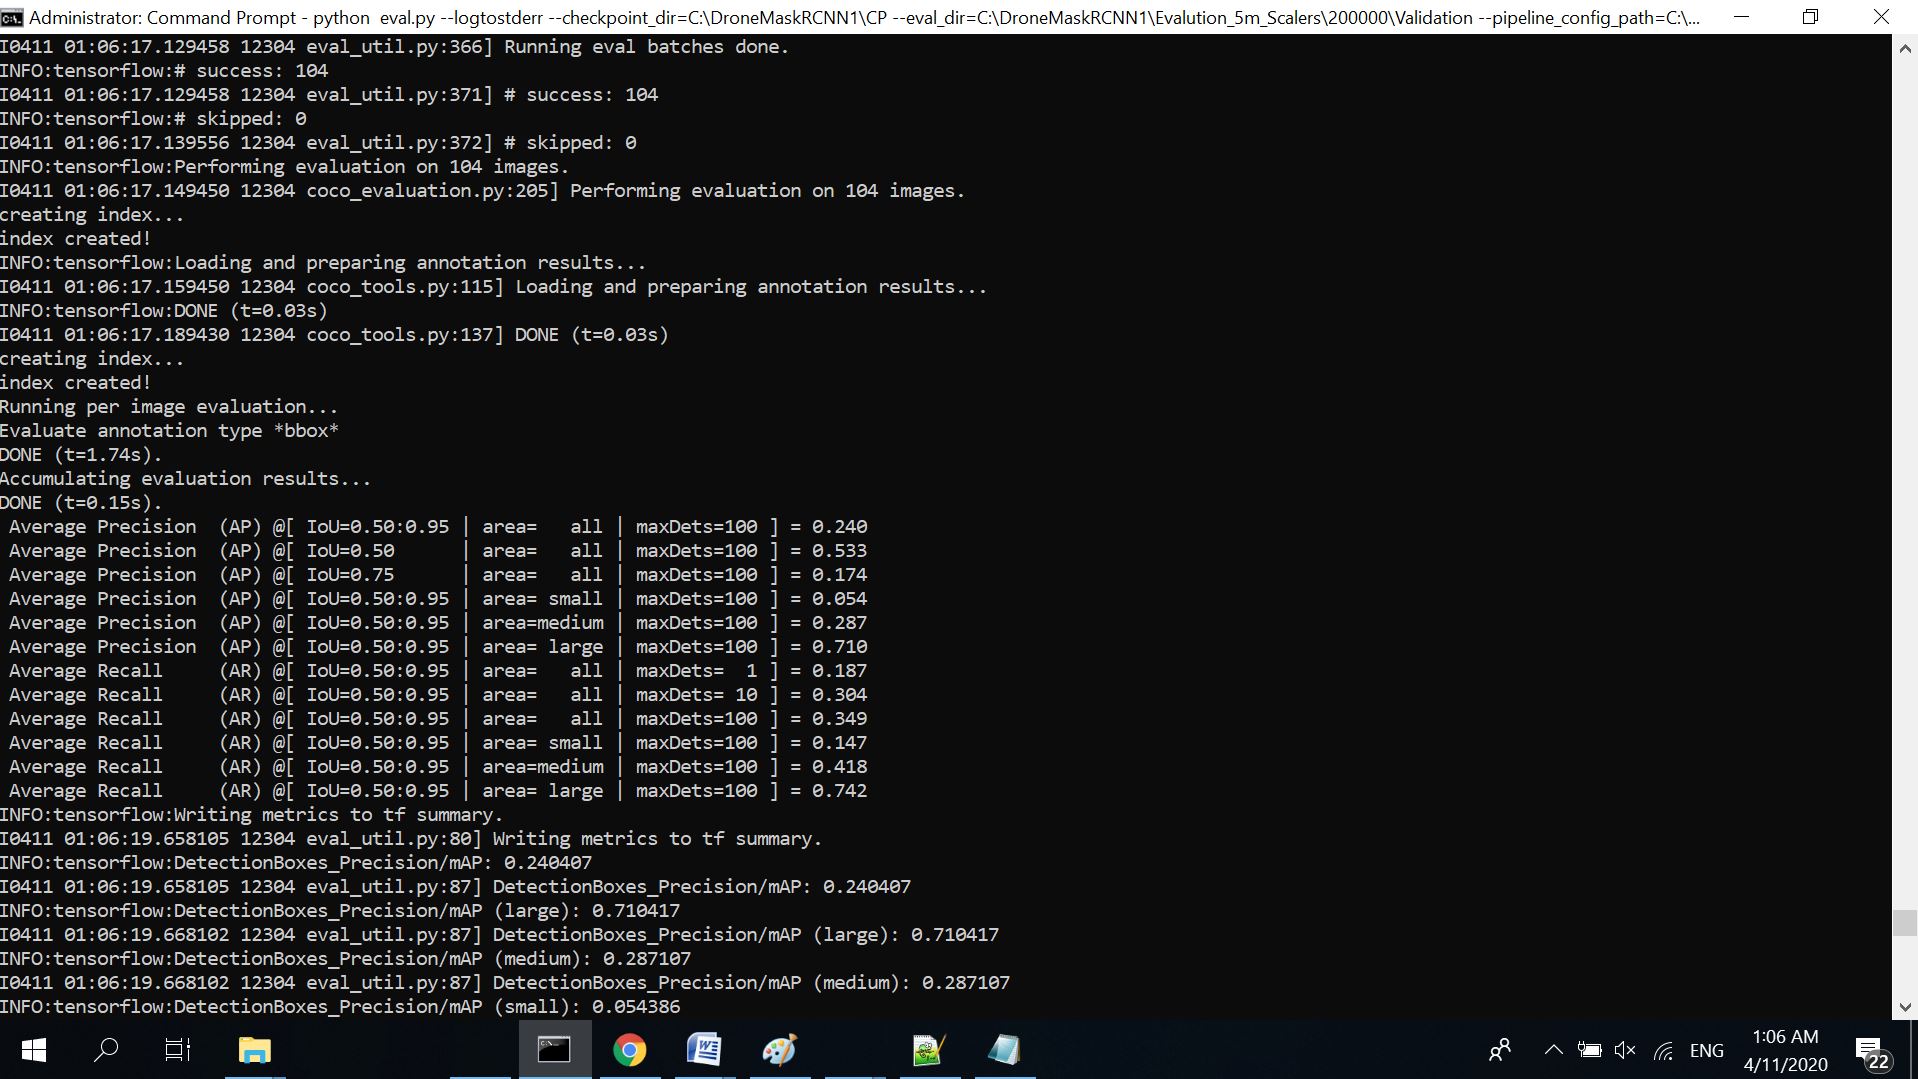 Administrator: Command Prompt - python  eval.py --logtostderr --checkpoint_dir=C:\DroneMaskRCNN1\CP --eval_dir=C:\DroneMaskRCNN1\Evalution_5m_Scalers\200000\Validation --pipeline_config_path=C:\...
I0411 01:06:17.129458 12304 eval_util.py:366] Running eval batches done.
INFO:tensorflow:# success: 104
I0411 01:06:17.129458 12304 eval_util.py:371] # success: 104
INFO:tensorflow:# skipped: 0
I0411 01:06:17.139556 12304 eval_util.py:372] # skipped: 0
INFO:tensorflow:Performing evaluation on 104 images.
I0411 01:06:17.149450 12304 coco_evaluation.py:205] Performing evaluation on 104 images.
creating index...
index created!
INFO:tensorflow:Loading and preparing annotation results...
I0411 01:06:17.159450 12304 coco_tools.py:115] Loading and preparing annotation results...
INFO:tensorflow:DONE (t=0.03s)
I0411 01:06:17.189430 12304 coco_tools.py:137] DONE (t=0.03s)
creating index...
index created!
Running per image evaluation...
Evaluate annotation type *bbox*
DONE (t=1.74s).
Accumulating evaluation results...
DONE (t=0.15s).
Average Precision  (AP) @[ IoU=0.50:0.95 | area=   all | maxDets=100 ] = 0.240
Average Precision  (AP) @[ IoU=0.50      | area=   all | maxDets=100 ] = 0.533
Average Precision  (AP) @[ IoU=0.75      | area=   all | maxDets=100 ] = 0.174
Average Precision  (AP) @[ IoU=0.50:0.95 | area= small | maxDets=100 ] = 0.054
Average Precision  (AP) @[ IoU=0.50:0.95 | area=medium | maxDets=100 ] = 0.287
Average Precision  (AP) @[ IoU=0.50:0.95 | area= large | maxDets=100 ] = 0.710
Average Recall     (AR) @[ IoU=0.50:0.95 | area=   all | maxDets=  1 ] = 0.187
Average Recall     (AR) @[ IoU=0.50:0.95 | area=   all | maxDets= 10 ] = 0.304
Average Recall     (AR) @[ IoU=0.50:0.95 | area=   all | maxDets=100 ] = 0.349
Average Recall     (AR) @[ IoU=0.50:0.95 | area= small | maxDets=100 ] = 0.147
Average Recall     (AR) @[ IoU=0.50:0.95 | area=medium | maxDets=100 ] = 0.418
Average Recall     (AR) @[ IoU=0.50:0.95 | area= large | maxDets=100 ] = 0.742
INFO:tensorflow:Writing metrics to tf summary.
I0411 01:06:19.658105 12304 eval_util.py:80] Writing metrics to tf summary.
INFO:tensorflow:DetectionBoxes_Precision/mAP: 0.240407
I0411 01:06:19.658105 12304 eval_util.py:87] DetectionBoxes_Precision/mAP: 0.240407
INFO:tensorflow:DetectionBoxes_Precision/mAP (large): 0.710417
I0411 01:06:19.668102 12304 eval_util.py:87] DetectionBoxes_Precision/mAP (large): 0.710417
INFO:tensorflow:DetectionBoxes_Precision/mAP (medium): 0.287107
I0411 01:06:19.668102 12304 eval_util.py:87] DetectionBoxes_Precision/mAP (medium): 0.287107
INFO:tensorflow:DetectionBoxes_Precision/mAP (small): 0.054386
ENG
1:06 AM
4/11/2020
22